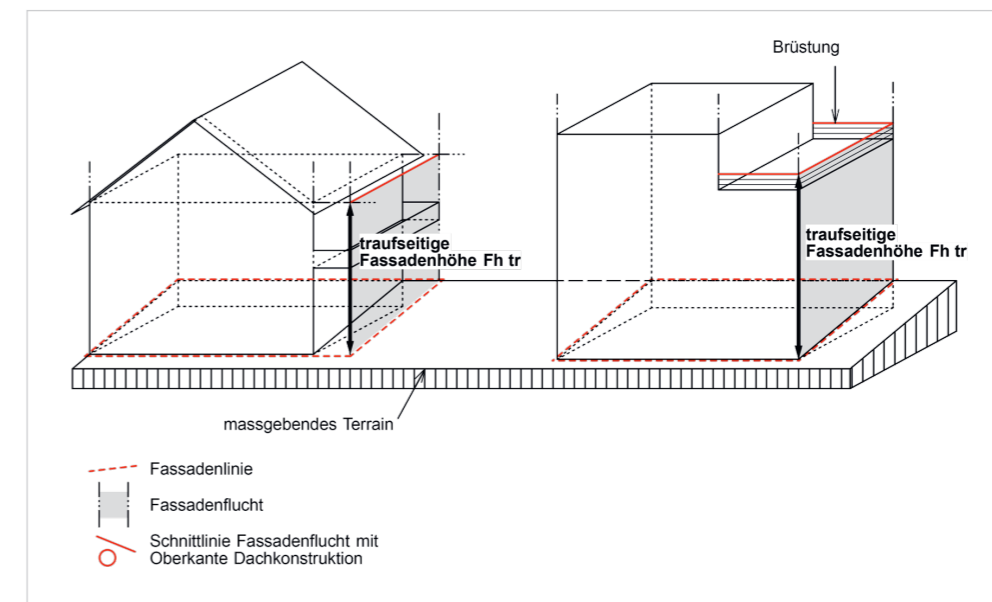 Brüstung
traufseitige
Fassadenhöhe Fh tr
traufseitige
Fassadenhöhe Fh tr
massgebendes Terrain
Fassadenlinie
Fassadenflucht
Schnittlinie Fassadenflucht mit
Oberkante Dachkonstruktion